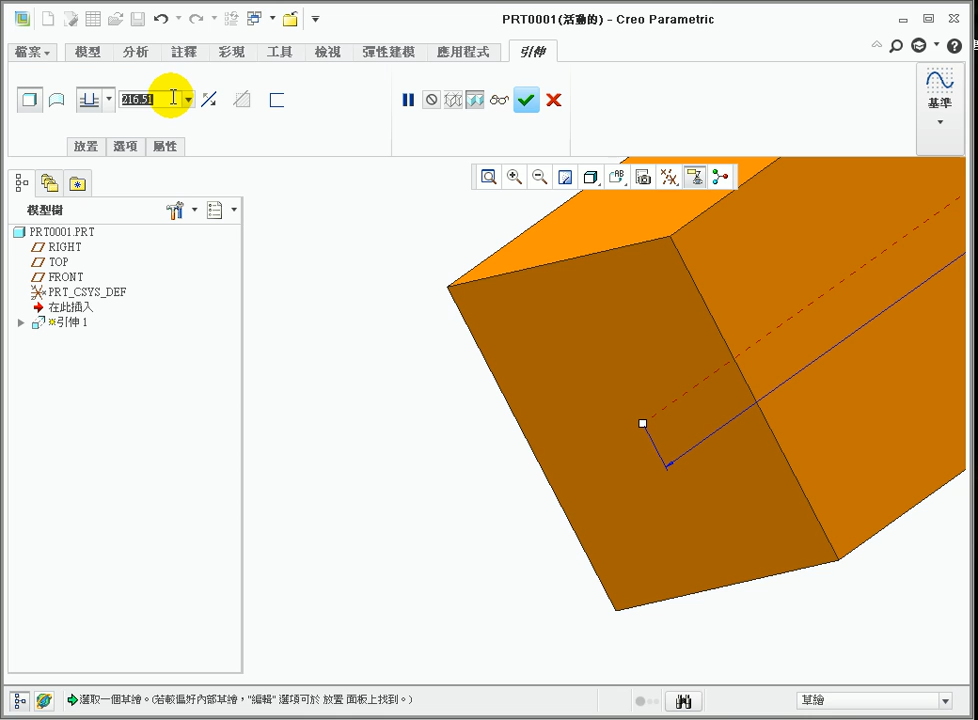 PRT0001(活動的) - Creo Parametric
檔案 模型 分析 註釋 彩現 工具 檢視 彈性建模 應用程式 引伸
216.51
基準
放置 選項 屬性
模型樹
PRT0001.PRT
RIGHT
TOP
FRONT
PRT_CSYS_DEF
在此插入
引伸 1
選取一個草繪。(若較偏好內部草繪，"編輯" 選項可於 放置 面板上找到。)
草繪